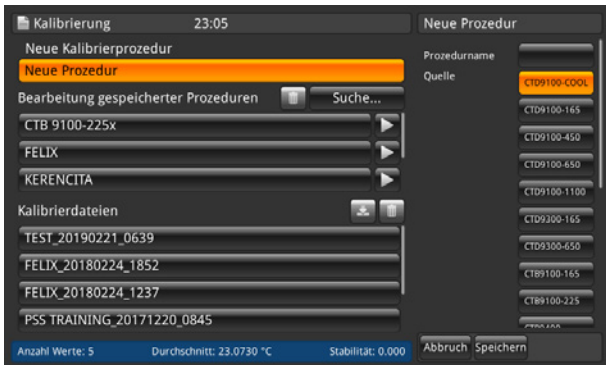 Kalibrierung 23:05
Neue Kalibrierprozedur
Neue Prozedur
Bearbeitung gespeicherter Prozeduren Suche...
CTB 9100-225x
FELIX
KERENCITA
Kalibrierdateien
TEST_20190221_0639
FELIX_20180224_1852
FELIX_20180224_1237
PSS TRAINING_20171220_0845
Anzahl Werte: 5 Durchschnitt: 23.0730 °C Stabilität: 0.000
Neue Prozedur
Prozedurname
Quelle
CTD9100-COOL
CTD9100-165
CTD9100-450
CTD9100-650
CTD9100-1100
CTD9300-165
CTD9300-650
CTB9100-165
CTB9100-225
Abbruch Speichern